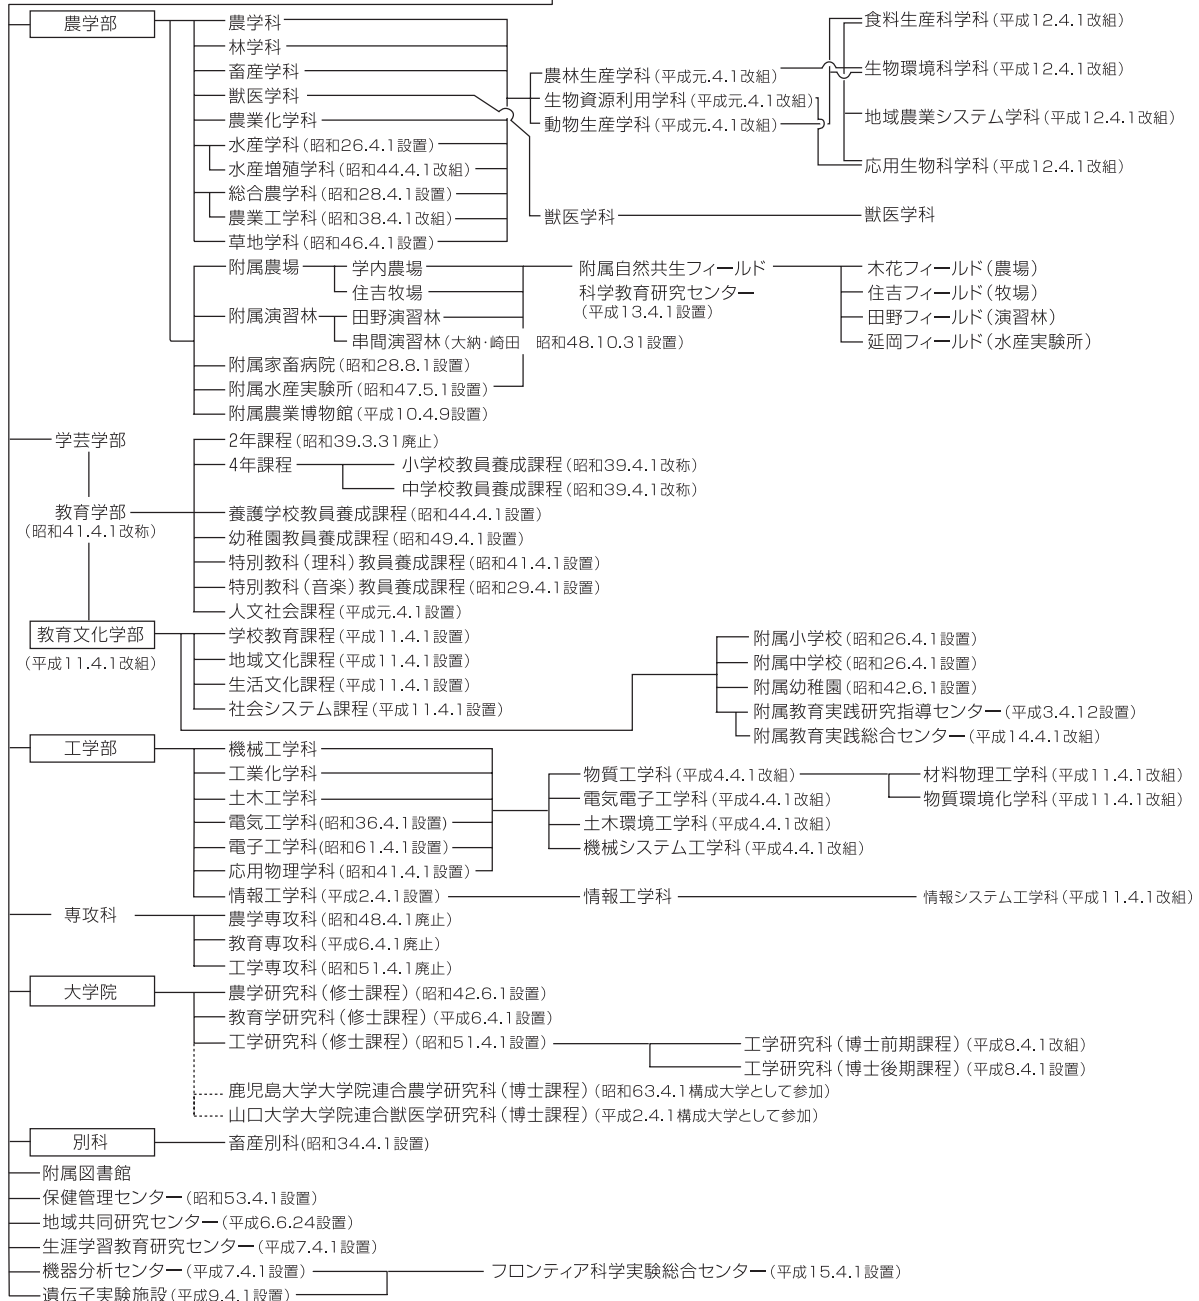 農学部
農学科
林学科
畜産学科
獣医学科
農業化学科
水産学科(昭和26.4.1設置)
水産増殖学科(昭和44.4.1改組)
総合農学科(昭和28.4.1設置)
農業工学科(昭和38.4.1改組)
草地学科(昭和46.4.1設置)
農林生産学科(平成元.4.1改組)
生物資源利用学科(平成元.4.1改組)
動物生産学科(平成元.4.1改組)
獣医学科
食料生産科学科(平成12.4.1改組)
生物環境科学科(平成12.4.1改組)
地域農業システム学科(平成12.4.1改組)
応用生物科学科(平成12.4.1改組)
獣医学科
附属農場
学内農場
住吉牧場
附属演習林
田野演習林
串間演習林(大納・崎田 昭和48.10.31設置)
附属家畜病院(昭和28.8.1設置)
附属水産実験所(昭和47.5.1設置)
附属農業博物館(平成10.4.9設置)
附属自然共生フィールド
科学教育研究センター
(平成13.4.1設置)
木花フィールド(農場)
住吉フィールド(牧場)
田野フィールド(演習林)
延岡フィールド(水産実験所)
学芸学部
教育学部
(昭和41.4.1改称)
2年課程(昭和39.3.31廃止)
4年課程
小学校教員養成課程(昭和39.4.1改称)
中学校教員養成課程(昭和39.4.1改称)
養護学校教員養成課程(昭和44.4.1設置)
幼稚園教員養成課程(昭和49.4.1設置)
特別教科(理科)教員養成課程(昭和41.4.1設置)
特別教科(音楽)教員養成課程(昭和29.4.1設置)
人文社会課程(平成元.4.1設置)
教育文化学部
(平成11.4.1改組)
学校教育課程(平成11.4.1設置)
地域文化課程(平成11.4.1設置)
生活文化課程(平成11.4.1設置)
社会システム課程(平成11.4.1設置)
附属小学校(昭和26.4.1設置)
附属中学校(昭和26.4.1設置)
附属幼稚園(昭和42.6.1設置)
附属教育実践研究指導センター(平成3.4.12設置)
附属教育実践総合センター(平成14.4.1改組)
工学部
機械工学科
工業化学科
土木工学科
電気工学科(昭和36.4.1設置)
電子工学科(昭和61.4.1設置)
応用物理学科(昭和41.4.1設置)
情報工学科(平成2.4.1設置)
物質工学科(平成4.4.1改組)
電気電子工学科(平成4.4.1改組)
土木環境工学科(平成4.4.1改組)
機械システム工学科(平成4.4.1改組)
情報工学科
材料物理工学科(平成11.4.1改組)
物質環境化学科(平成11.4.1改組)
情報システム工学科(平成11.4.1改組)
専攻科
農学専攻科(昭和48.4.1廃止)
教育専攻科(平成6.4.1廃止)
工学専攻科(昭和51.4.1廃止)
大学院
農学研究科(修士課程)(昭和42.6.1設置)
教育学研究科(修士課程)(平成6.4.1設置)
工学研究科(修士課程)(昭和51.4.1設置)
工学研究科(博士前期課程)(平成8.4.1改組)
工学研究科(博士後期課程)(平成8.4.1設置)
鹿児島大学大学院連合農学研究科(博士課程)(昭和63.4.1構成大学として参加)
山口大学大学院連合獣医学研究科(博士課程)(平成2.4.1構成大学として参加)
別科
畜産別科(昭和34.4.1設置)
附属図書館
保健管理センター(昭和53.4.1設置)
地域共同研究センター(平成6.6.24設置)
生涯学習教育研究センター(平成7.4.1設置)
機器分析センター(平成7.4.1設置)
フロンティア科学実験総合センター(平成15.4.1設置)
遺伝子実験施設(平成9.4.1設置)